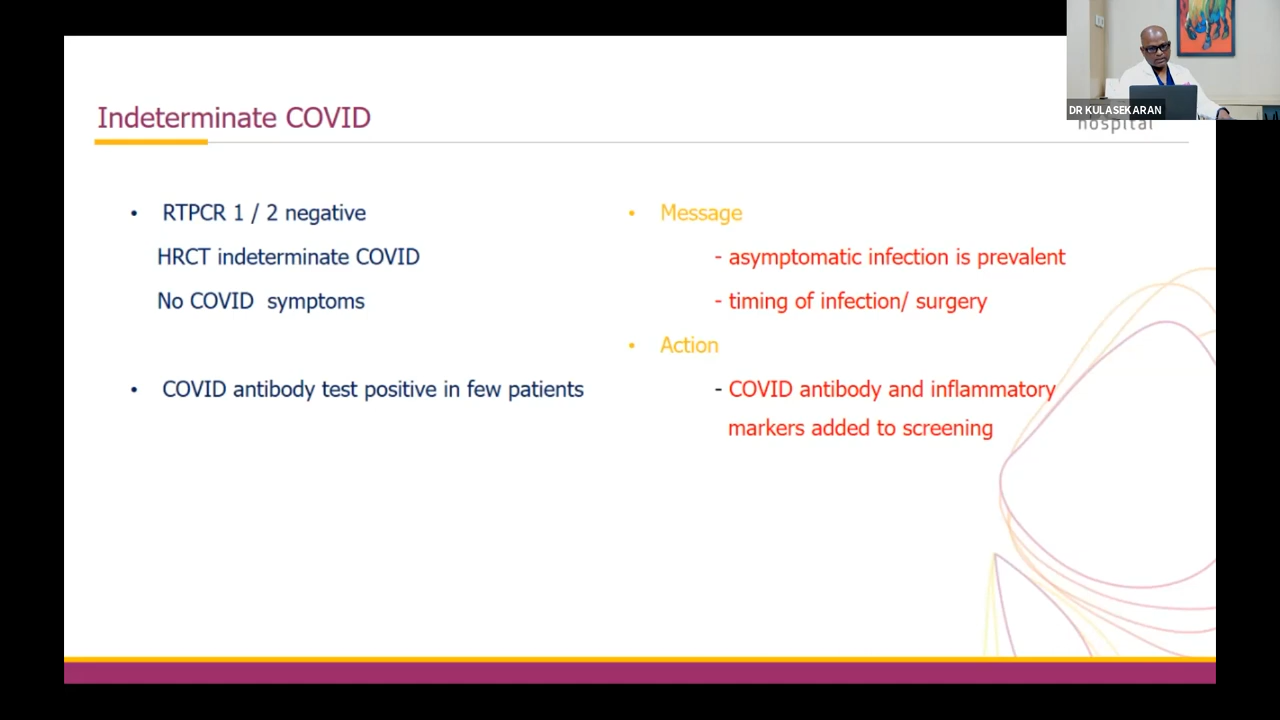 DR KULASEKARAN
hospital
Indeterminate COVID
• RTPCR 1 / 2 negative
HRCT indeterminate COVID
No COVID symptoms
• COVID antibody test positive in few patients
• Message
- asymptomatic infection is prevalent
- timing of infection/ surgery
• Action
- COVID antibody and inflammatory
markers added to screening